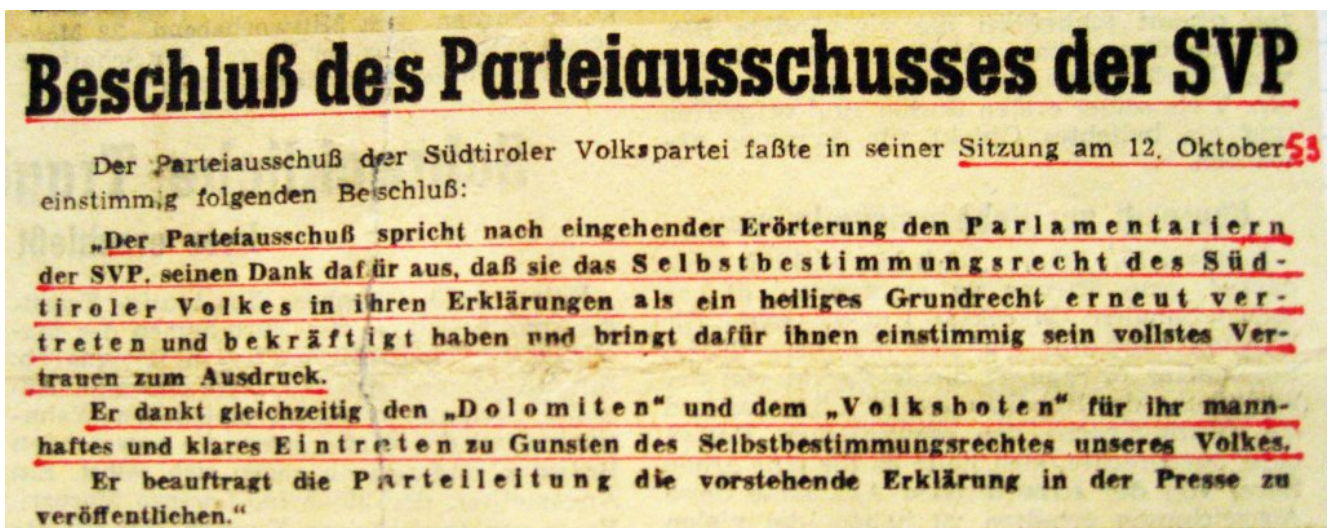 Beschluß des Parteiausschusses der SVP
Der Parteiausschuß der Südtiroler Volkspartei faßte in seiner Sitzung am 12. Oktober 53
einstimmig folgenden Beschluß:
„Der Parteiausschuß spricht nach eingehender Erörterung den Parlamentariern
der SVP. seinen Dank dafür aus, daß sie das Selbstbestimmungsrecht des Süd-
tiroler Volkes in ihren Erklärungen als ein heiliges Grundrecht erneut ver-
treten und bekräftigt haben und bringt dafür ihnen einstimmig sein vollstes Ver-
trauen zum Ausdruck.
Er dankt gleichzeitig den „Dolomiten“ und dem „Volksboten“ für ihr mann-
haftes und klares Eintreten zu Gunsten des Selbstbestimmungsrechtes unseres Volkes.
Er beauftragt die Parteileitung die vorstehende Erklärung in der Presse zu
veröffentlichen.“